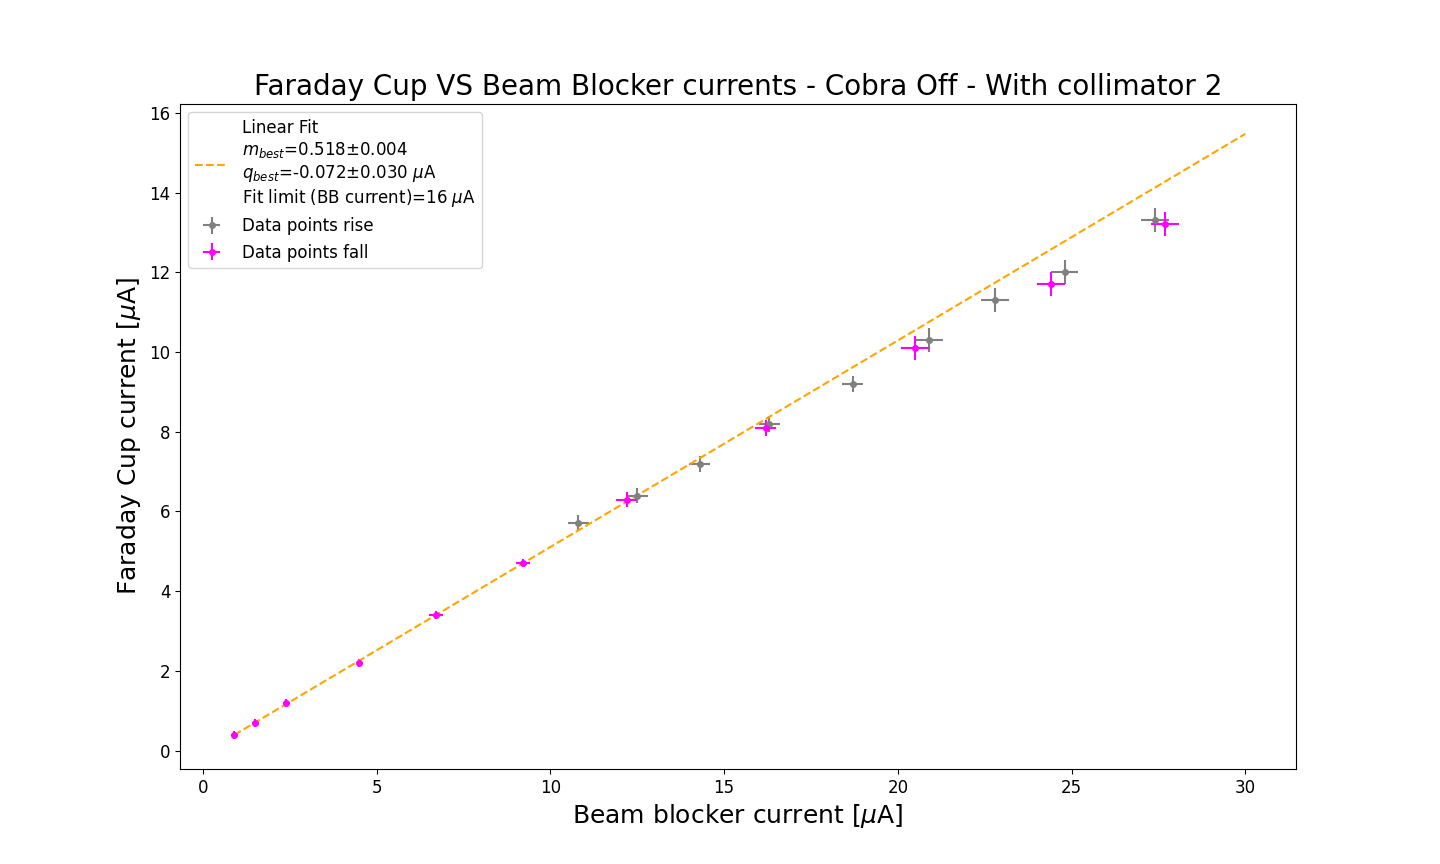 Faraday Cup VS Beam Blocker currents - Cobra Off - With collimator 2
Linear Fit
m_best=0.518±0.004
q_best=-0.072±0.030 μA
Fit limit (BB current)=16 μA
Data points rise
Data points fall
Faraday Cup current [μA]
16
14
12
10
8
6
4
2
0
0 5 10 15 20 25 30
Beam blocker current [μA]